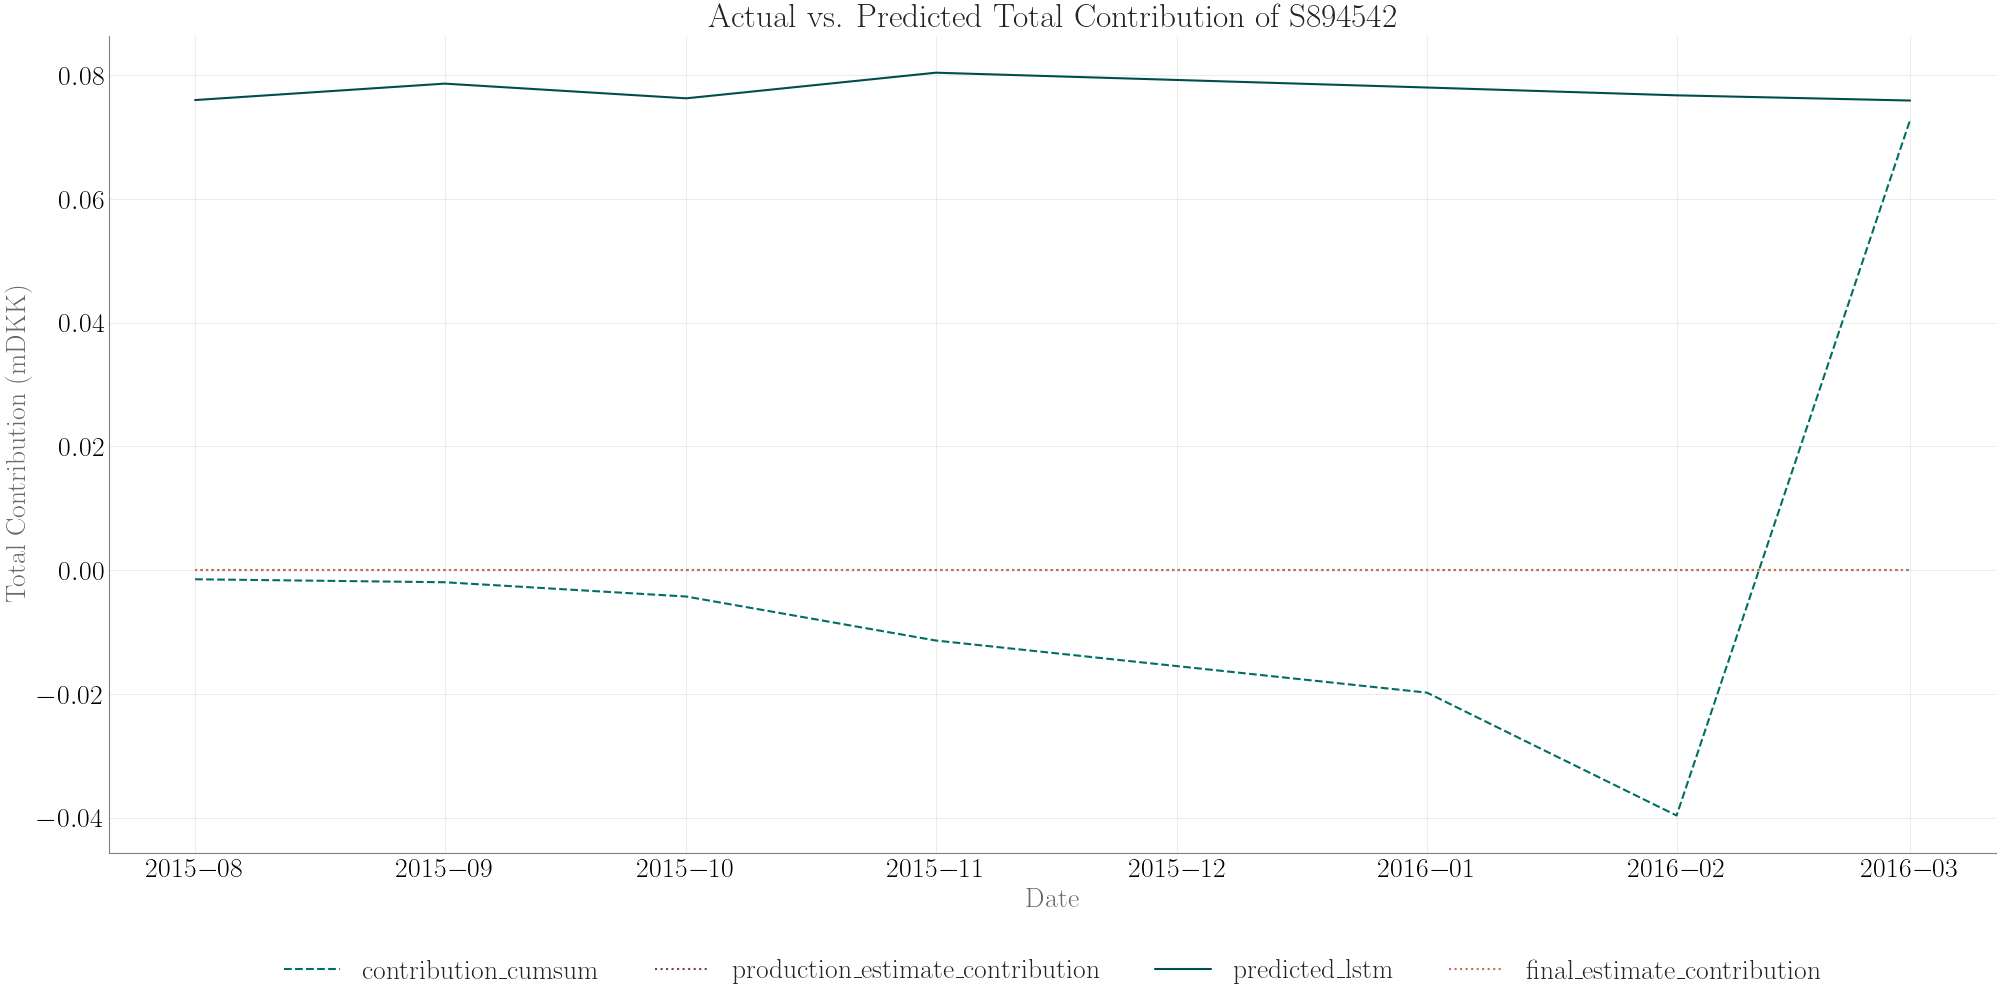 Actual vs. Predicted Total Contribution of S894542
Total Contribution (mDKK)
0.08
0.06
0.04
0.02
0.00
−0.02
−0.04
2015−08 2015−09 2015−10 2015−11 2015−12 2016−01 2016−02 2016−03
Date
contribution_cumsum production_estimate_contribution predicted_lstm final_estimate_contribution